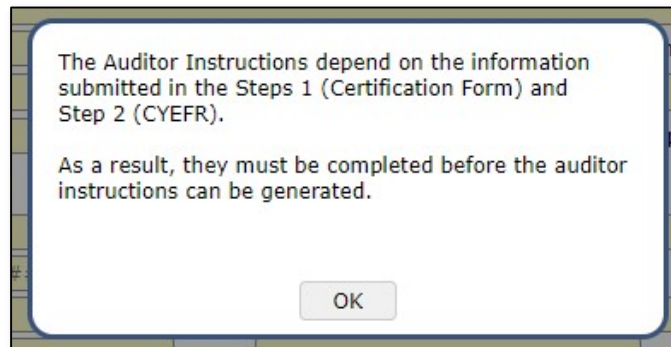 The Auditor Instructions depend on the information
submitted in the Steps 1 (Certification Form) and
Step 2 (CYEFR).
As a result, they must be completed before the auditor
instructions can be generated.
#:
OK